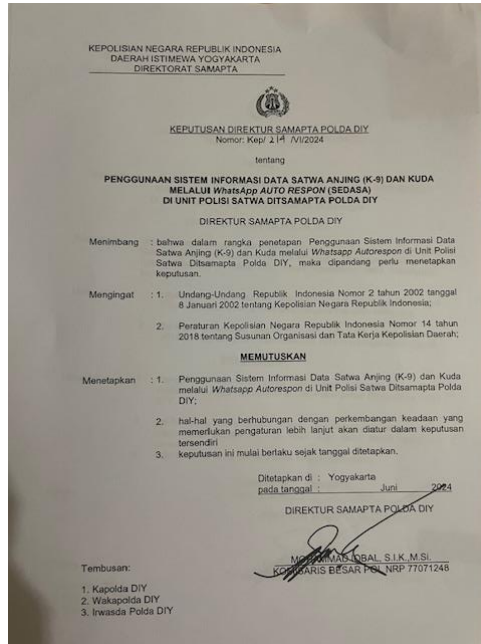 KEPOLISIAN NEGARA REPUBLIK INDONESIA
DAERAH ISTIMEWA YOGYAKARTA
DIREKTORAT SAMAPTA
KEPUTUSAN DIREKTUR SAMAPTA POLDA DIY
Nomor: Kep/ 214 /VI/2024
tentang
PENGGUNAAN SISTEM INFORMASI DATA SATWA ANJING (K-9) DAN KUDA
MELALUI WhatsApp AUTO RESPON (SEDASA)
DI UNIT POLISI SATWA DITSAMAPTA POLDA DIY
DIREKTUR SAMAPTA POLDA DIY
Menimbang : bahwa dalam rangka penetapan Penggunaan Sistem Informasi Data
Satwa Anjing (K-9) dan Kuda melalui Whatsapp Autorespon di Unit Polisi
Satwa Ditsamapta Polda DIY, maka dipandang perlu menetapkan
keputusan.
Mengingat : 1. Undang-Undang Republik Indonesia Nomor 2 tahun 2002 tanggal
8 Januari 2002 tentang Kepolisian Negara Republik Indonesia;
2. Peraturan Kepolisian Negara Republik Indonesia Nomor 14 tahun
2018 tentang Susunan Organisasi dan Tata Kerja Kepolisian Daerah;
MEMUTUSKAN
Menetapkan : 1. Penggunaan Sistem Informasi Data Satwa Anjing (K-9) dan Kuda
melalui Whatsapp Autorespon di Unit Polisi Satwa Ditsamapta Polda
DIY;
2. hal-hal yang berhubungan dengan perkembangan keadaan yang
memerlukan pengaturan lebih lanjut akan diatur dalam keputusan
tersendiri
3. keputusan ini mulai berlaku sejak tanggal ditetapkan.
Ditetapkan di : Yogyakarta
pada tanggal : Juni 2024
DIREKTUR SAMAPTA POLDA DIY
IQBAL, S.I.K.,M.Si.
KOMISARIS BESAR POL NRP 77071248
Tembusan:
1. Kapolda DIY
2. Wakapolda DIY
3. Irwasda Polda DIY